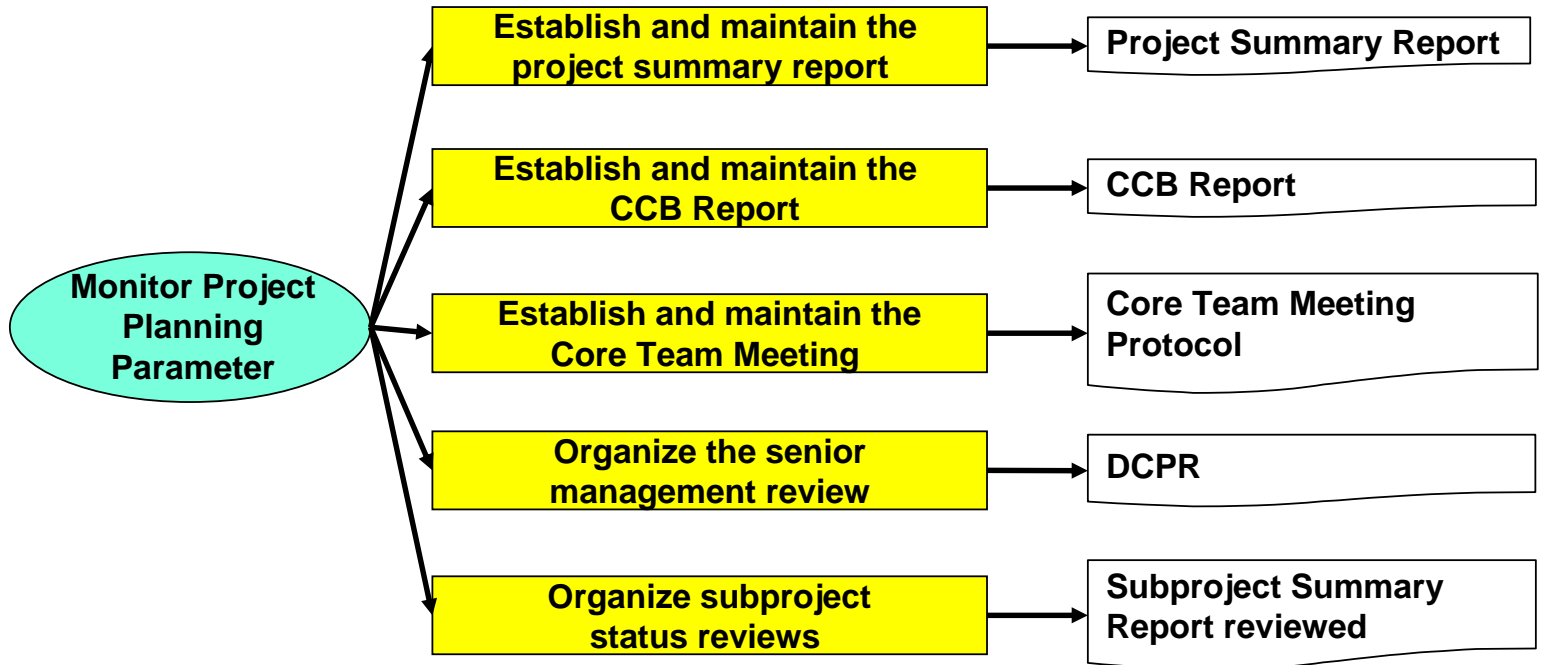 Establish and maintain the
project summary report
Project Summary Report
Establish and maintain the
CCB Report
CCB Report
Monitor Project
Planning
Parameter
Establish and maintain the
Core Team Meeting
Core Team Meeting
Protocol
Organize the senior
management review
DCPR
Organize subproject
status reviews
Subproject Summary
Report reviewed